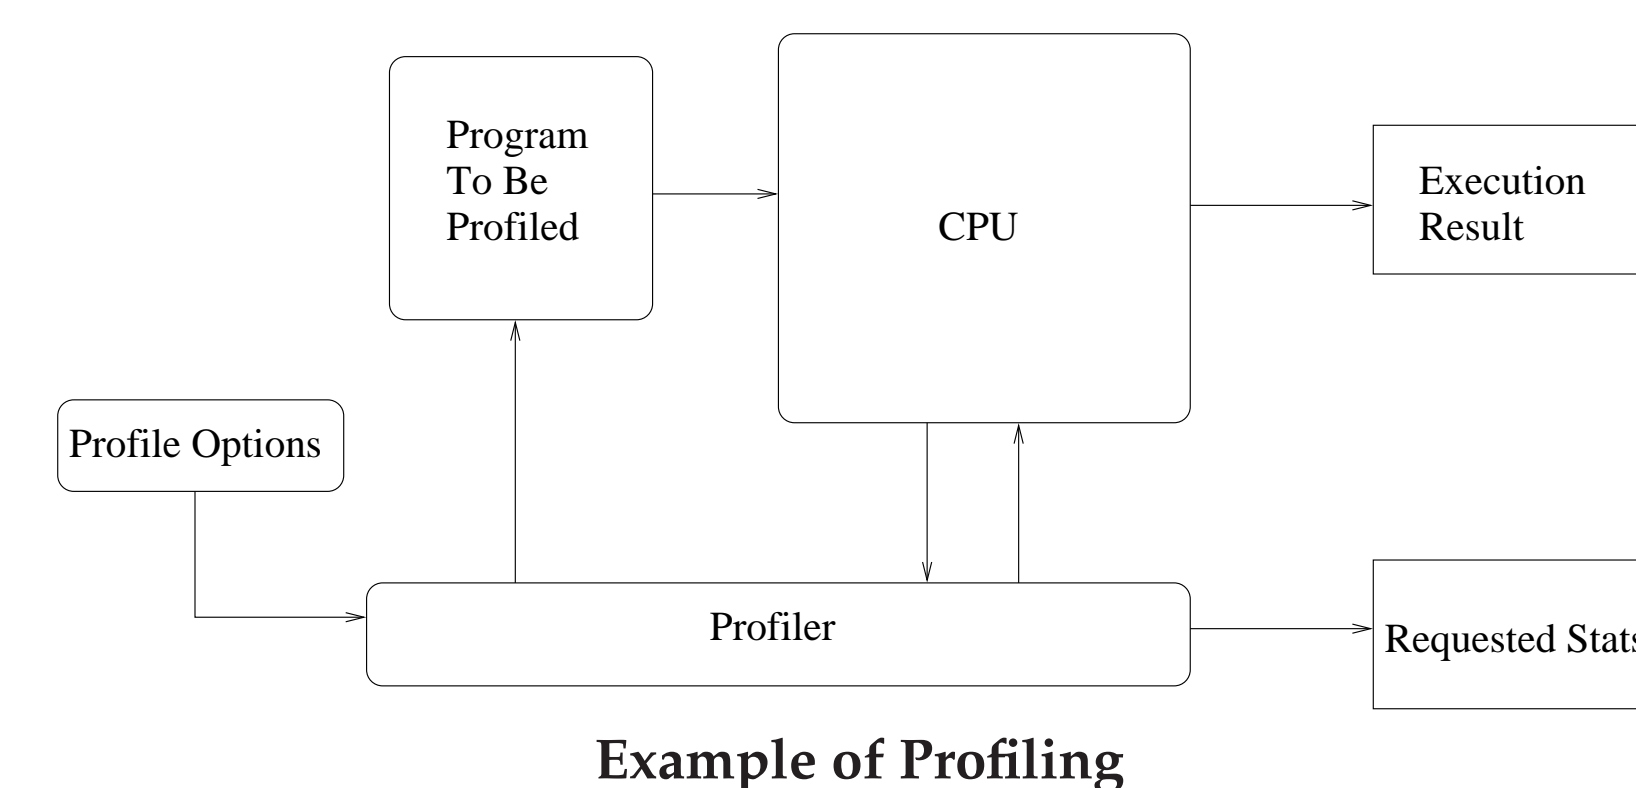 Program
To Be
Profiled
CPU
Execution
Result
Profile Options
Profiler
Requested Stats
Example of Profiling